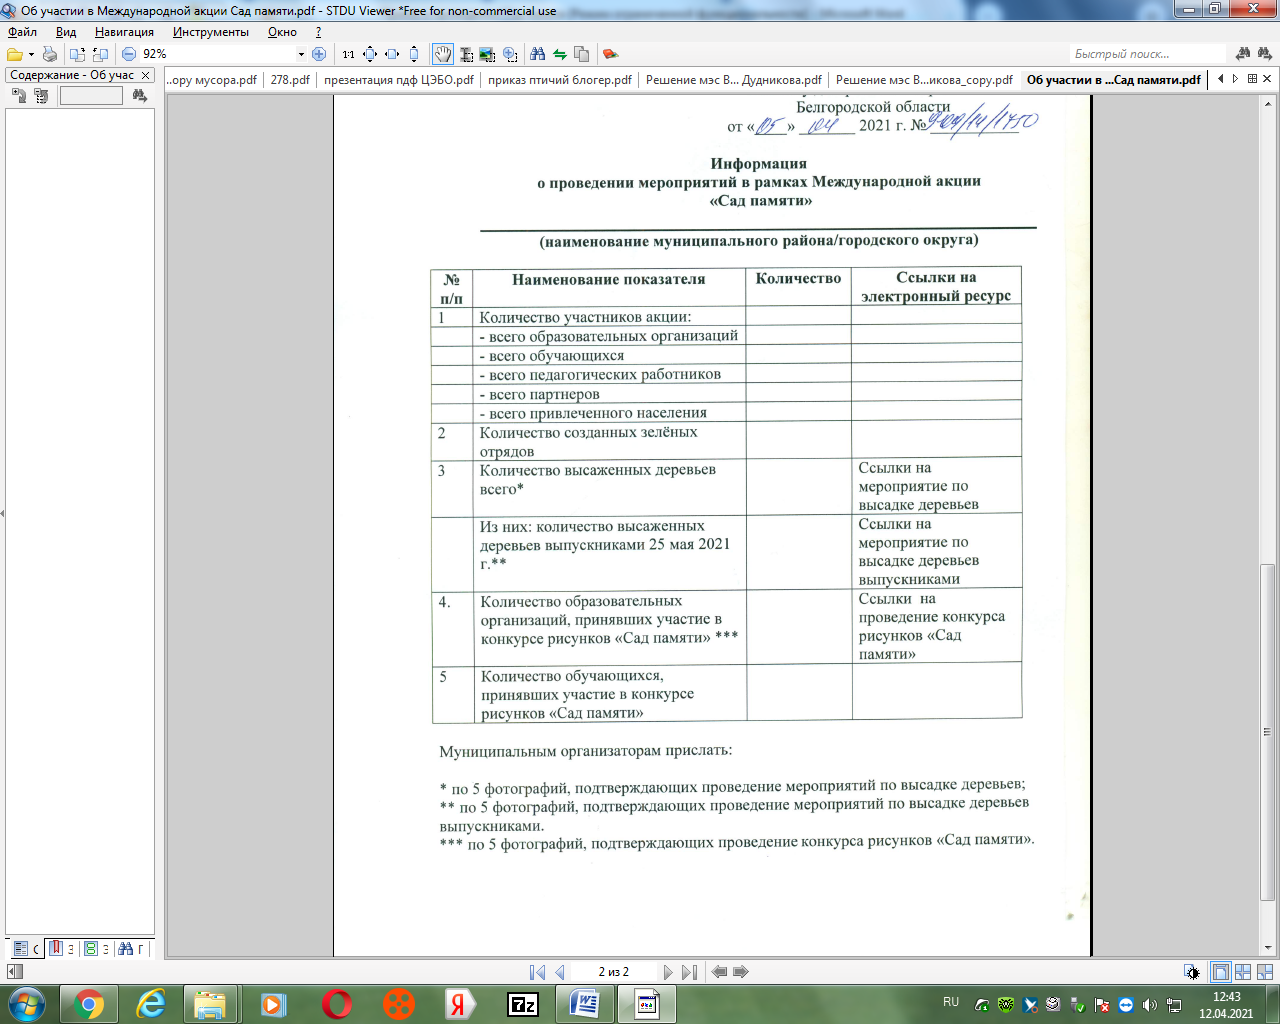 Об участии в Международной акции Сад памяти.pdf - STDU Viewer *Free for non-commercial use
Файл Вид Навигация Инструменты Окно ?
92%
1:1
Быстрый поиск...
Содержание - Об учас
..ору мусора.pdf 278.pdf презентация пдф ЦЭБО.pdf приказ птичий блогер.pdf Решение мэс В... Дудникова.pdf Решение мэс В...икова_copy.pdf Об участии в ...Сад памяти.pdf
Белгородской области
от «05» 04 2021 г. №
Информация
о проведении мероприятий в рамках Международной акции
«Сад памяти»
(наименование муниципального района/городского округа)
№ п/п Наименование показателя Количество Ссылки на электронный ресурс
1 Количество участников акции:
- всего образовательных организаций
- всего обучающихся
- всего педагогических работников
- всего партнеров
- всего привлеченного населения
2 Количество созданных зелёных
отрядов
3 Количество высаженных деревьев
всего*
Ссылки на
мероприятие по
высадке деревьев
Из них: количество высаженных
деревьев выпускниками 25 мая 2021
г.**
Ссылки на
мероприятие по
высадке деревьев
выпускниками
4. Количество образовательных
организаций, принявших участие в
конкурсе рисунков «Сад памяти» ***
Ссылки на
проведение конкурса
рисунков «Сад
памяти»
5 Количество обучающихся,
принявших участие в конкурсе
рисунков «Сад памяти»
Муниципальным организаторам прислать:
* по 5 фотографий, подтверждающих проведение мероприятий по высадке деревьев;
** по 5 фотографий, подтверждающих проведение мероприятий по высадке деревьев
выпускниками.
*** по 5 фотографий, подтверждающих проведение конкурса рисунков «Сад памяти».
2 из 2
RU
12:43
12.04.2021